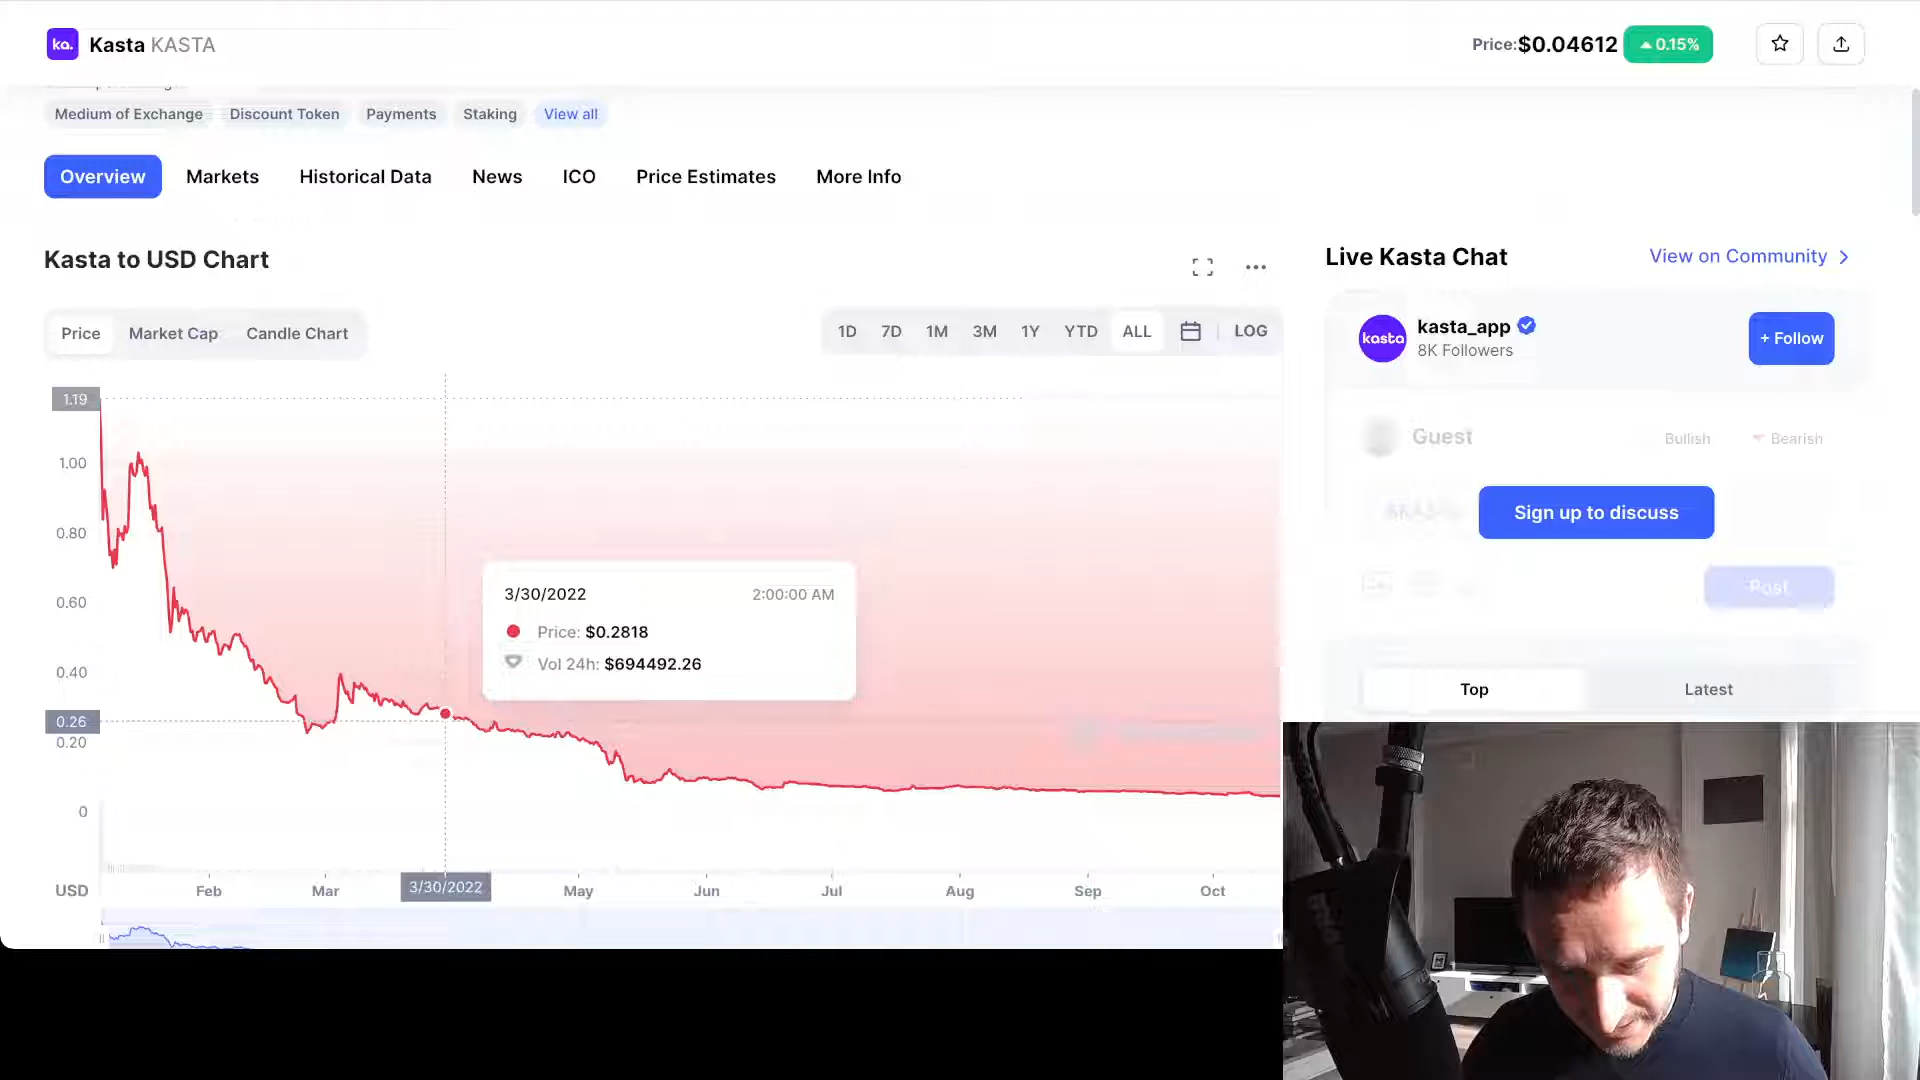 ka. Kasta KASTA
Price:$0.04612 0.15%
Medium of Exchange Discount Token Payments Staking View all
Overview Markets Historical Data News ICO Price Estimates More Info
Kasta to USD Chart
Price Market Cap Candle Chart
1D 7D 1M 3M 1Y YTD ALL LOG
1.19
1.00
0.80
0.60
0.40
0.26
0.20
0
3/30/2022 2:00:00 AM
Price: $0.2818
Vol 24h: $694492.26
USD Feb Mar 3/30/2022 May Jun Jul Aug Sep Oct
Live Kasta Chat View on Community
kasta kasta_app
8K Followers
+ Follow
Guest Bullish Bearish
Sign up to discuss
Post
Top Latest